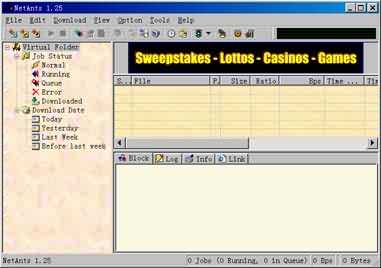 NetAnts 1.25
File Edit Download View Option Tools Help
Virtual Folder
Job Status
Normal
Running
Queue
Error
Downloaded
Download Date
Today
Yesterday
Last Week
Before last week
Sweepstakes - Lottos - Casinos - Games
S.. File P. Size Ratio Bps Time ... Time
Block Log Info Link
NetAnts 1.25 0 Jobs (0 Running, 0 in Queue) 0 Bps 0 Bytes